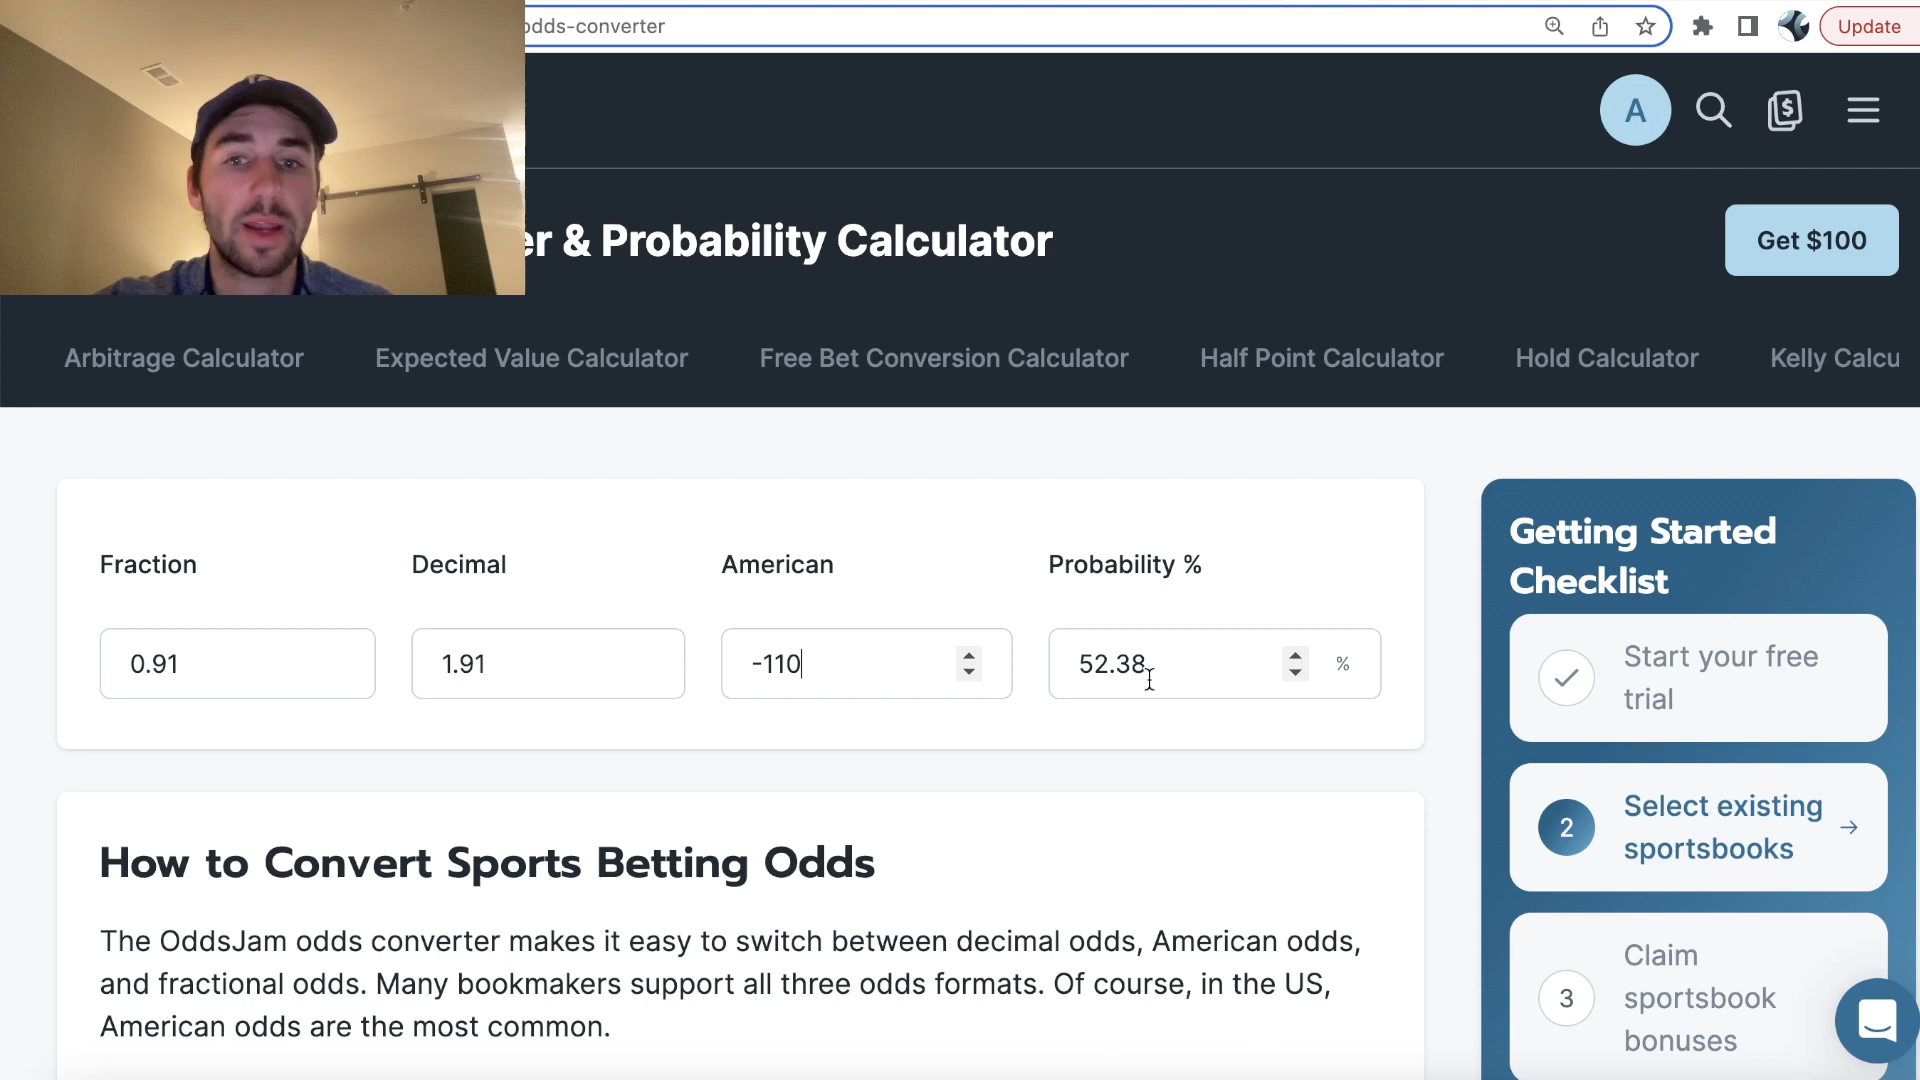 odds-converter
Update
A
er & Probability Calculator
Get $100
Arbitrage Calculator
Expected Value Calculator
Free Bet Conversion Calculator
Half Point Calculator
Hold Calculator
Kelly Calcu
Fraction
Decimal
American
Probability %
0.91
1.91
-110
52.38
%
Getting Started
Checklist
Start your free
trial
2
Select existing
sportsbooks
3
Claim
sportsbook
bonuses
How to Convert Sports Betting Odds
The OddsJam odds converter makes it easy to switch between decimal odds, American odds,
and fractional odds. Many bookmakers support all three odds formats. Of course, in the US,
American odds are the most common.